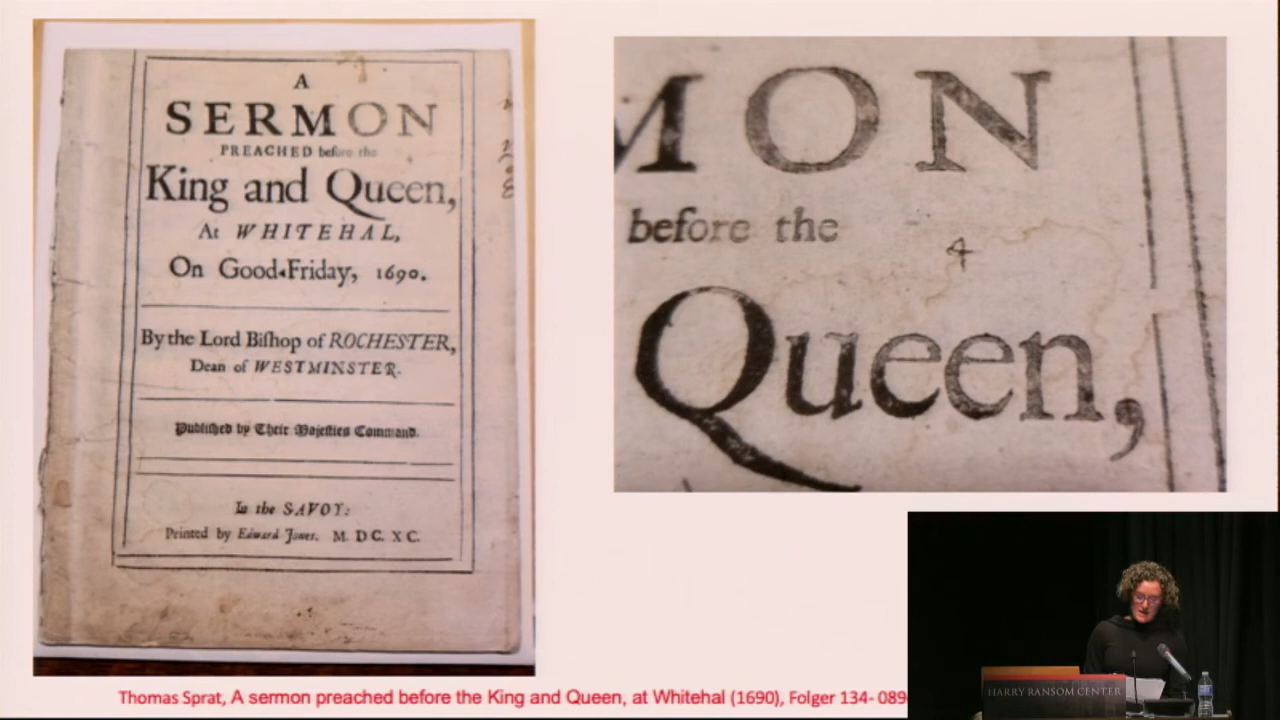 A
SERMON
PREACHED before the
King and Queen,
At WHITEHAL,
On Good-Friday, 1690.
By the Lord Biſhop of ROCHESTER,
Dean of WESTMINSTER.
Publiſhed by Their Majeſties Command.
In the SAVOY:
Printed by Edward Jones. M. DC. XC.
MON
before the
4
Queen,
Thomas Sprat, A sermon preached before the King and Queen, at Whitehal (1690), Folger 134- 089
HARRY RANSOM CENTER